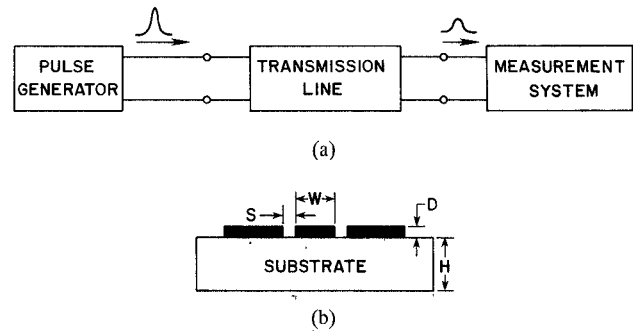 PULSE
GENERATOR
TRANSMISSION
LINE
MEASUREMENT
SYSTEM
(a)
S
W
D
SUBSTRATE
H
(b)